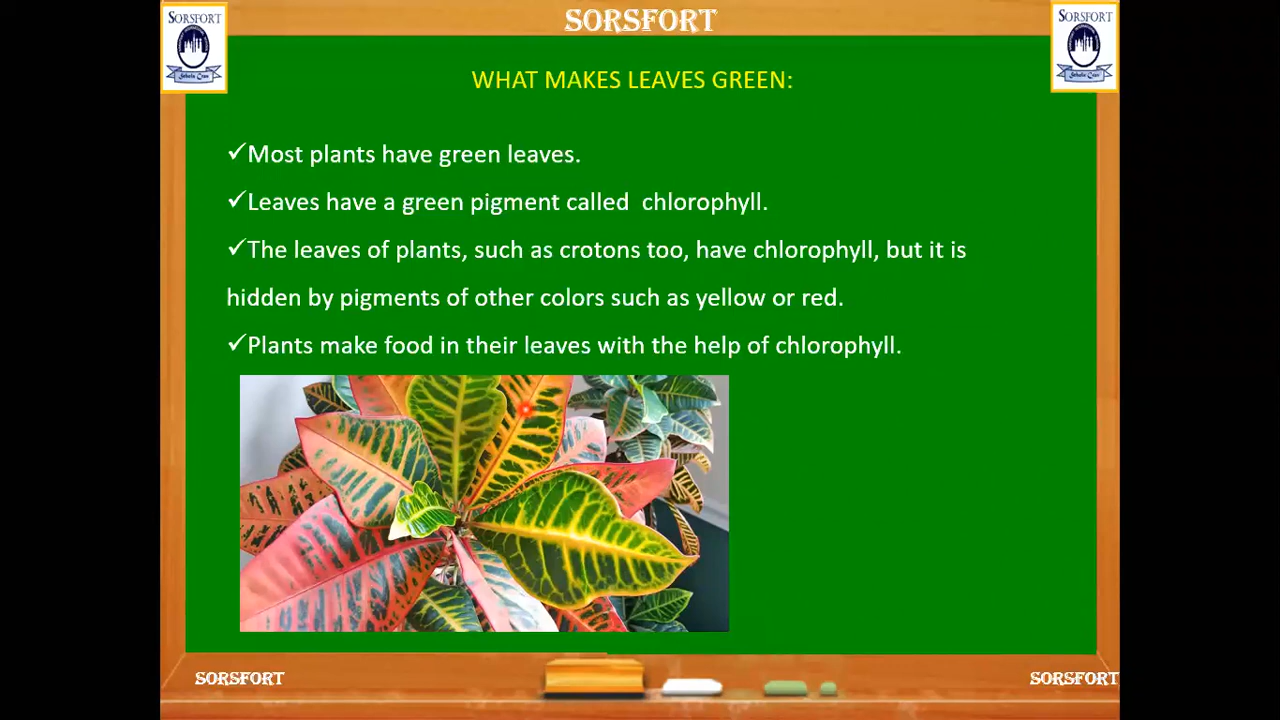 SORSFORT
SORSFORT
SORSFORT
WHAT MAKES LEAVES GREEN:
✓Most plants have green leaves.
✓Leaves have a green pigment called chlorophyll.
✓The leaves of plants, such as crotons too, have chlorophyll, but it is
hidden by pigments of other colors such as yellow or red.
✓Plants make food in their leaves with the help of chlorophyll.
SORSFORT
SORSFORT